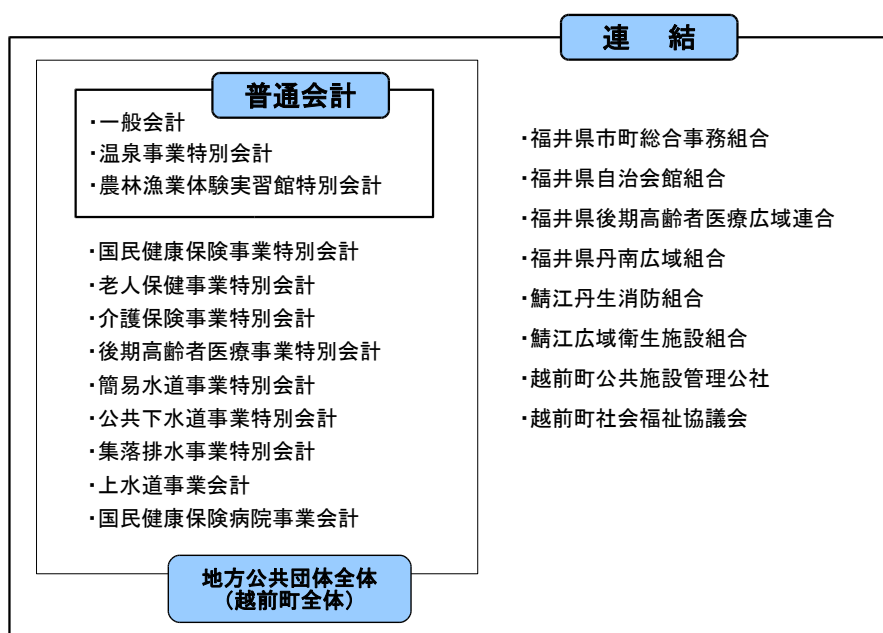 連 結
普通会計
・一般会計
・温泉事業特別会計
・農林漁業体験実習館特別会計
・国民健康保険事業特別会計
・老人保健事業特別会計
・介護保険事業特別会計
・後期高齢者医療事業特別会計
・簡易水道事業特別会計
・公共下水道事業特別会計
・集落排水事業特別会計
・上水道事業会計
・国民健康保険病院事業会計
地方公共団体全体
（越前町全体）
・福井県市町総合事務組合
・福井県自治会館組合
・福井県後期高齢者医療広域連合
・福井県丹南広域組合
・鯖江丹生消防組合
・鯖江広域衛生施設組合
・越前町公共施設管理公社
・越前町社会福祉協議会